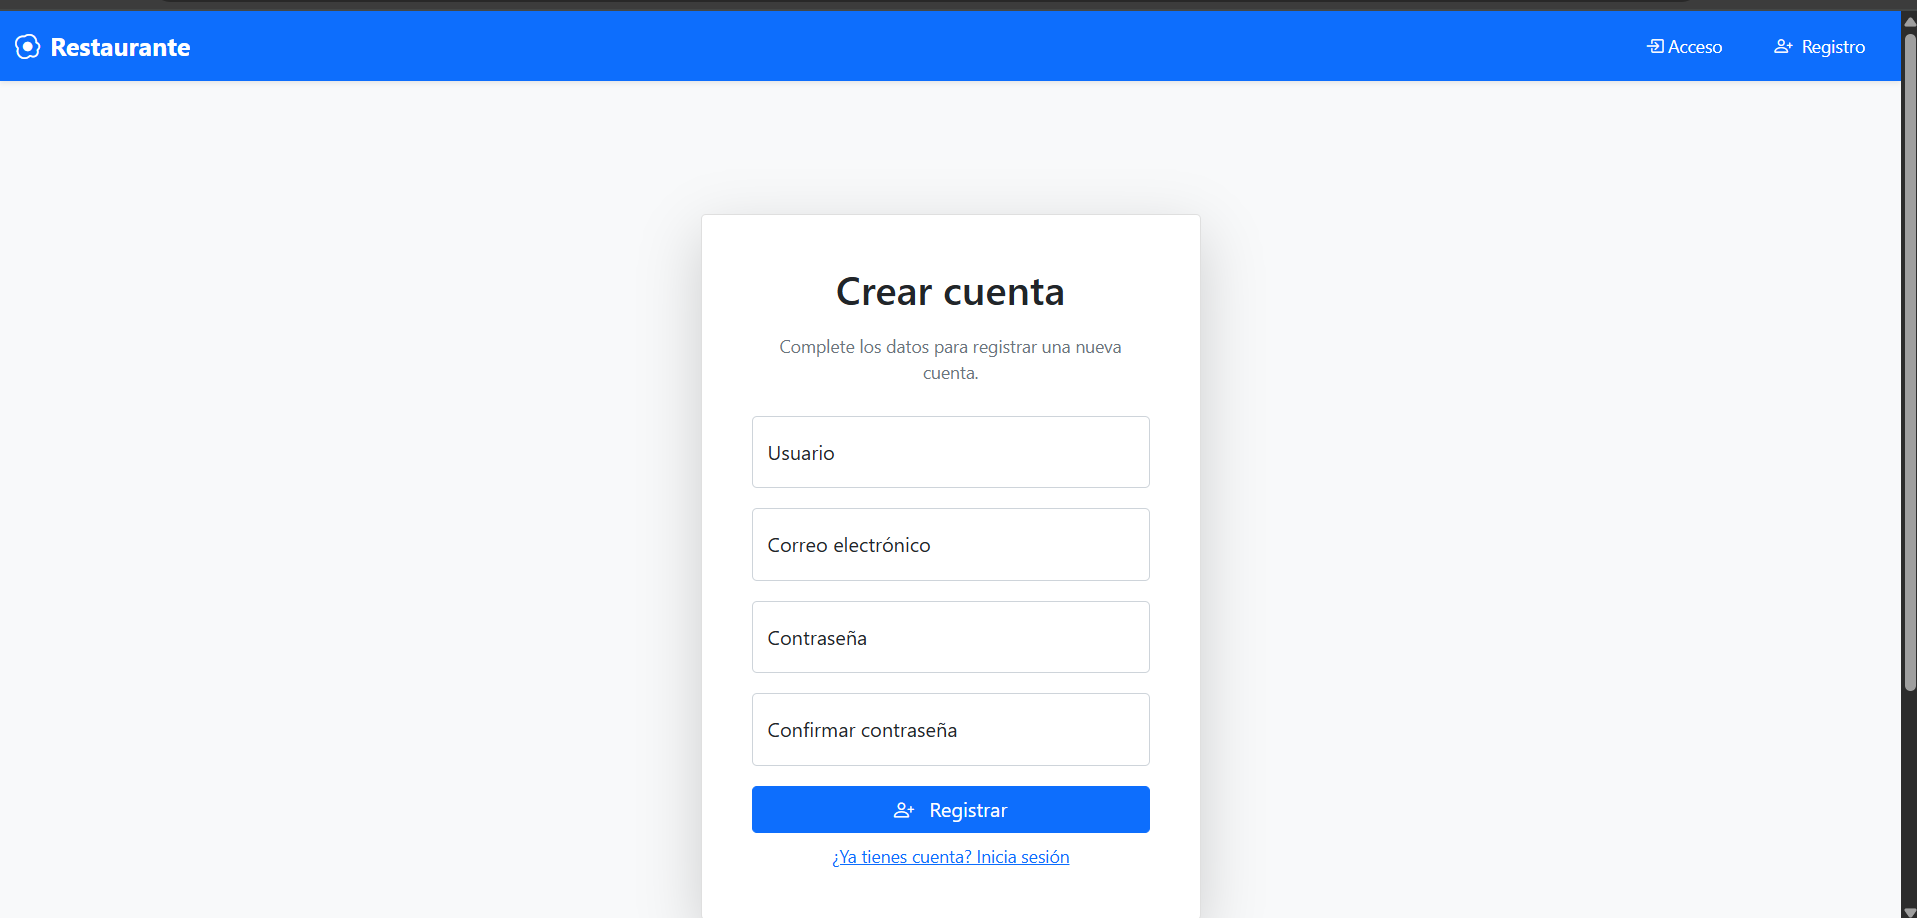 Restaurante
Acceso
Registro
Crear cuenta
Complete los datos para registrar una nueva
cuenta.
Usuario
Correo electrónico
Contraseña
Confirmar contraseña
Registrar
¿Ya tienes cuenta? Inicia sesión